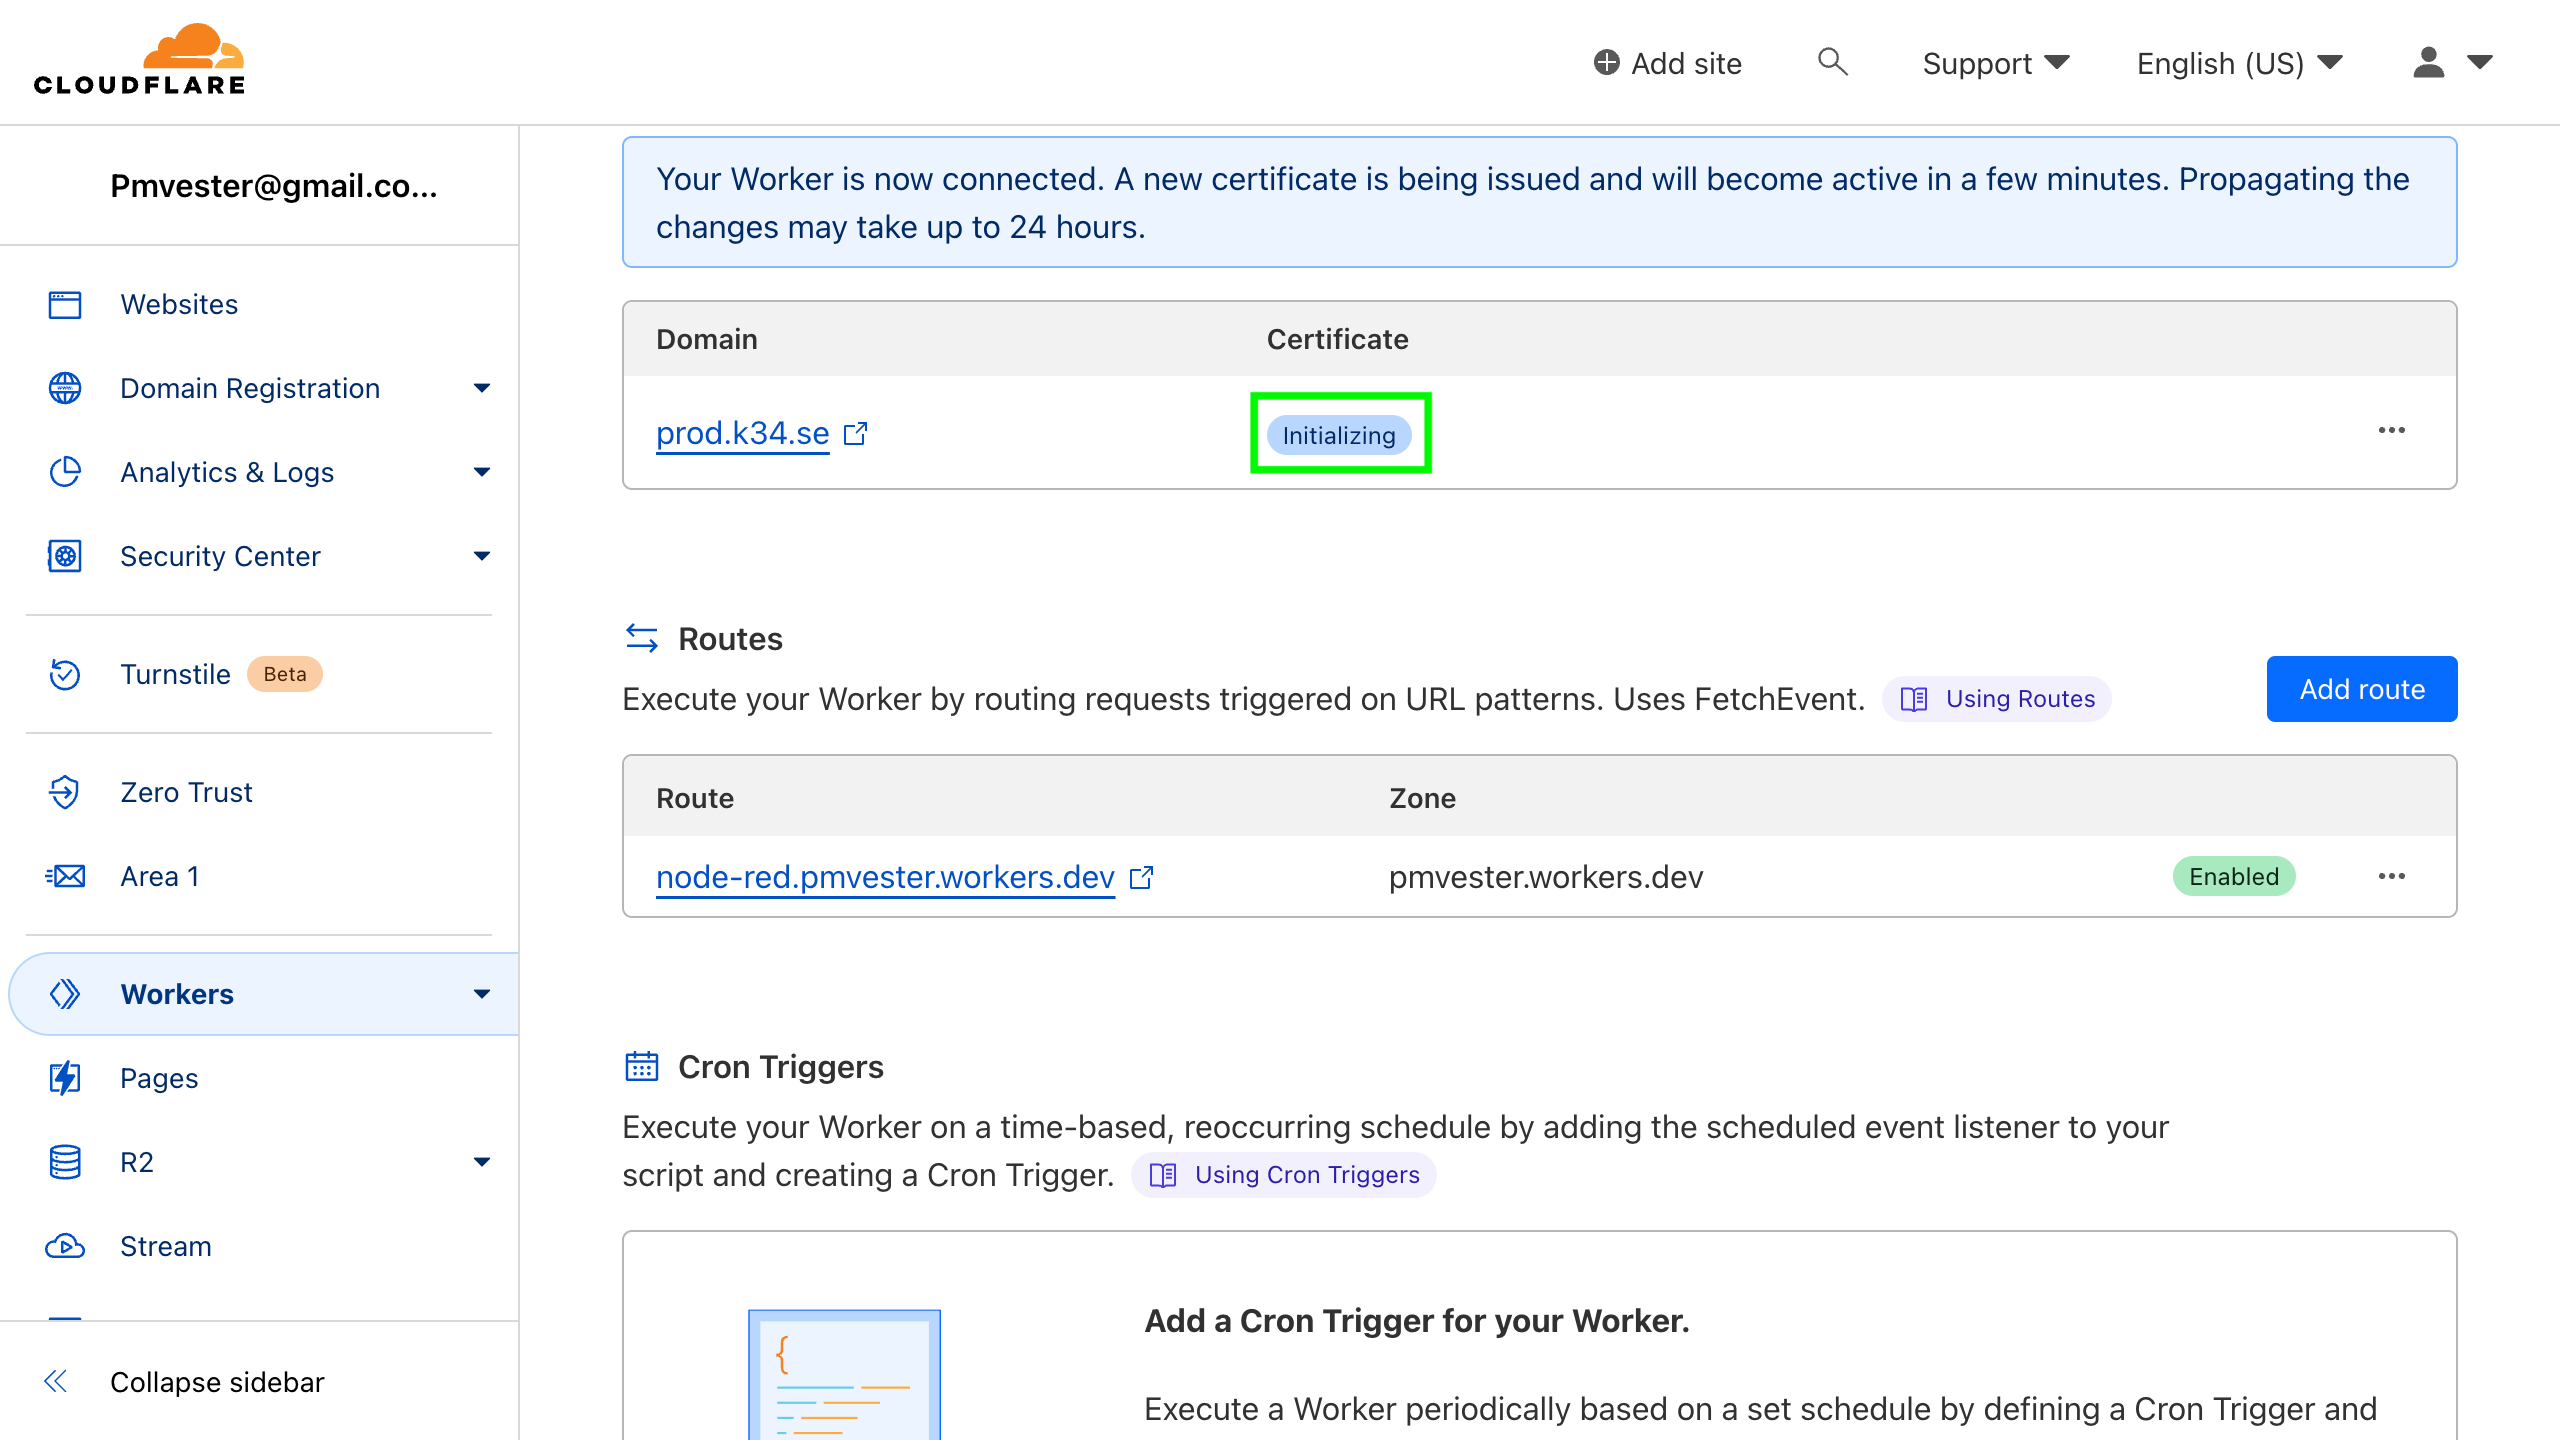 CLOUDFLARE
Add site
Support
English (US)
Pmvester@gmail.co...
Websites
Domain Registration
Analytics & Logs
Security Center
Turnstile Beta
Zero Trust
Area 1
Workers
Pages
R2
Stream
Collapse sidebar
Your Worker is now connected. A new certificate is being issued and will become active in a few minutes. Propagating the
changes may take up to 24 hours.
Domain Certificate
prod.k34.se Initializing
Routes
Execute your Worker by routing requests triggered on URL patterns. Uses FetchEvent. Using Routes
Add route
Route Zone
node-red.pmvester.workers.dev pmvester.workers.dev Enabled
Cron Triggers
Execute your Worker on a time-based, reoccurring schedule by adding the scheduled event listener to your
script and creating a Cron Trigger. Using Cron Triggers
Add a Cron Trigger for your Worker.
Execute a Worker periodically based on a set schedule by defining a Cron Trigger and